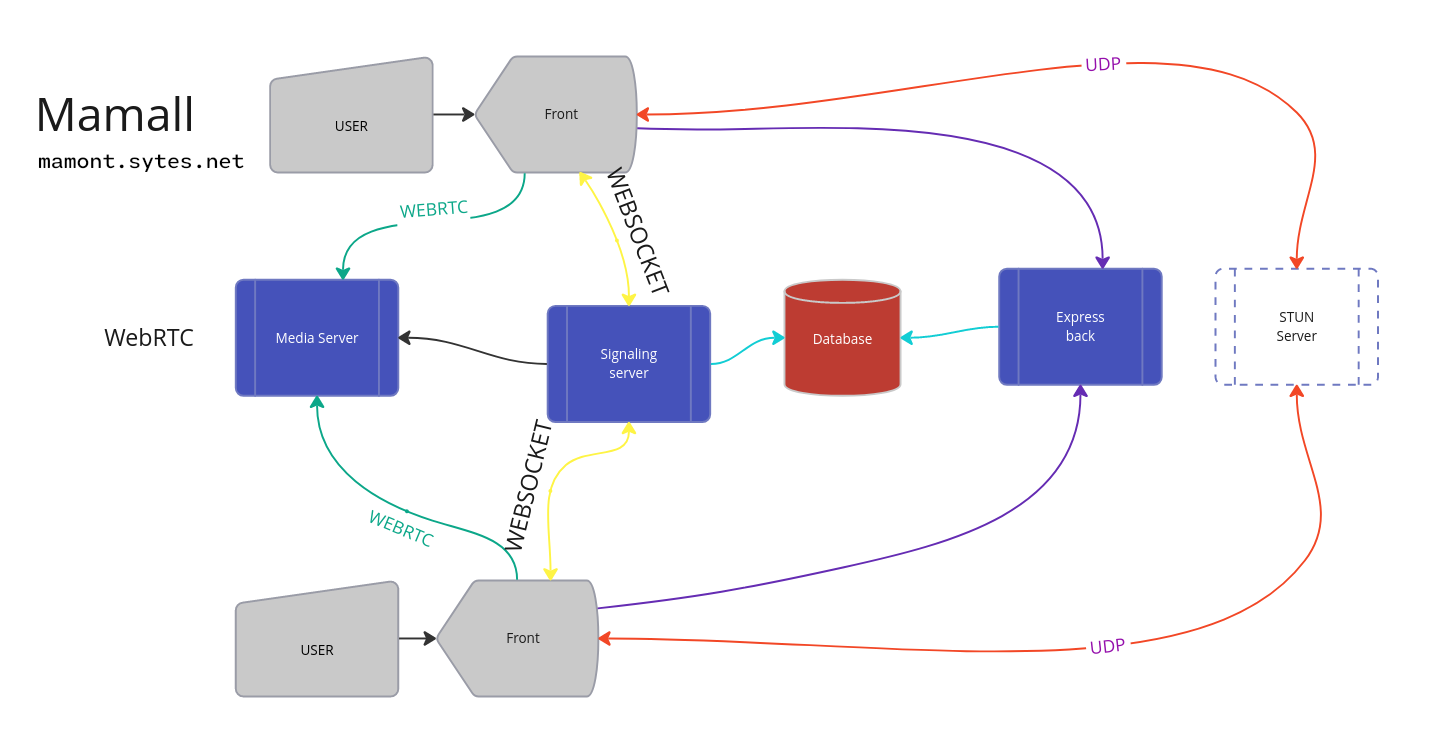 Mamall
mamont.sytes.net
USER
Front
UDP
WEBRTC
WEBSOCKET
WebRTC
Media Server
Signaling
server
Database
Express
back
STUN
Server
WEBSOCKET
WEBRTC
USER
Front
UDP